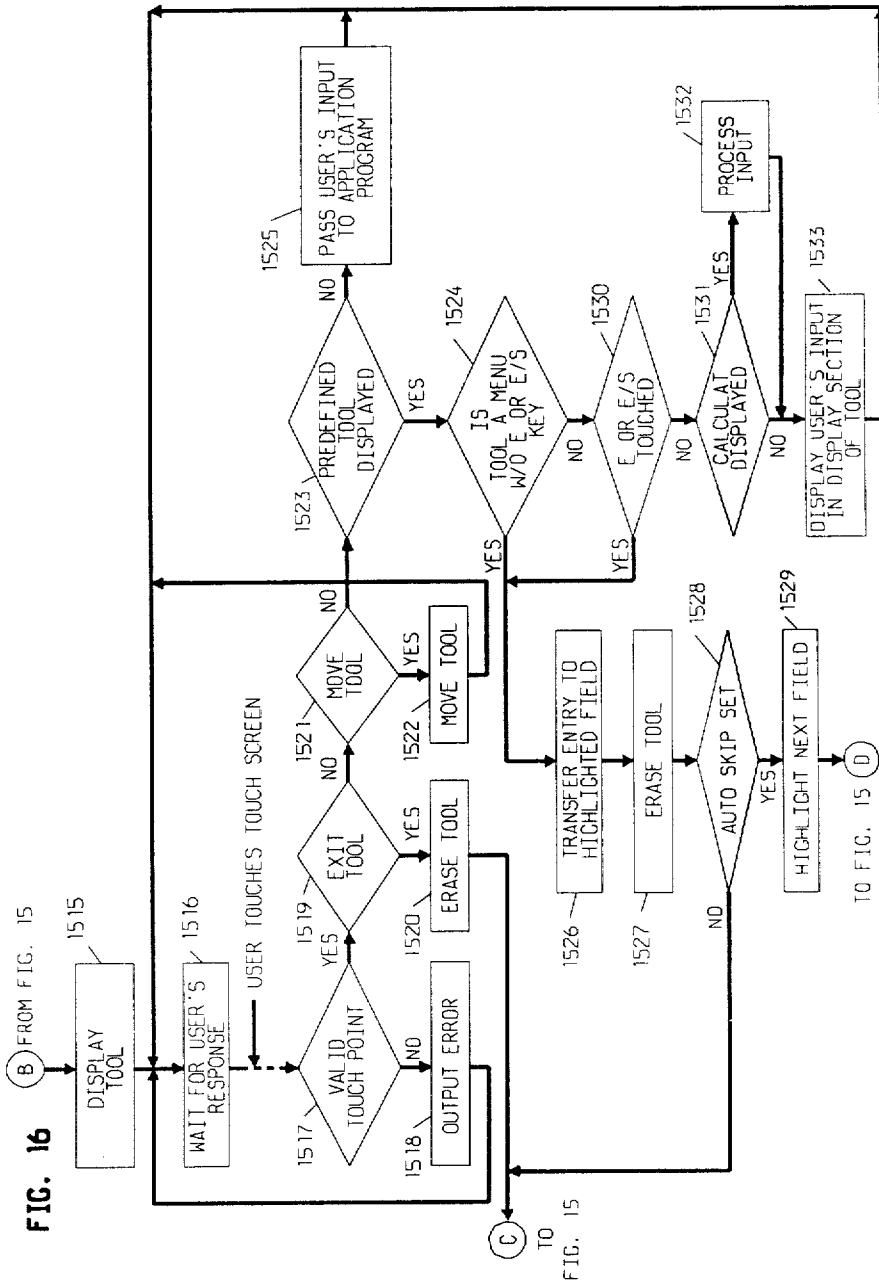 FIG. 16
B FROM FIG. 15
1515
DISPLAY
TOOL
1516
WAIT FOR USER'S
RESPONSE
USER TOUCHES TOUCH SCREEN
1517
VALID
TOUCH POINT
YES
NO
1518
OUTPUT ERROR
1519
EXIT
TOOL
NO
YES
1520
ERASE TOOL
C
TO
FIG. 15
1521
MOVE
TOOL
NO
YES
1522
MOVE TOOL
1523
PREDEFINED
TOOL
DISPLAYED
NO
YES
1525
PASS USER'S INPUT
TO APPLICATION
PROGRAM
1524
IS
TOOL A MENU
W/O E OR E/S
KEY
YES
NO
1530
E OR E/S
TOUCHED
YES
NO
1531
CALCULAT
DISPLAYED
YES
NO
1532
PROCESS
INPUT
1533
DISPLAY USER'S INPUT
IN DISPLAY SECTION
OF TOOL
1526
TRANSFER ENTRY TO
HIGHLIGHTED FIELD
1527
ERASE TOOL
1528
AUTO SKIP SET
NO
YES
1529
HIGHLIGHT NEXT FIELD
TO FIG. 15 D